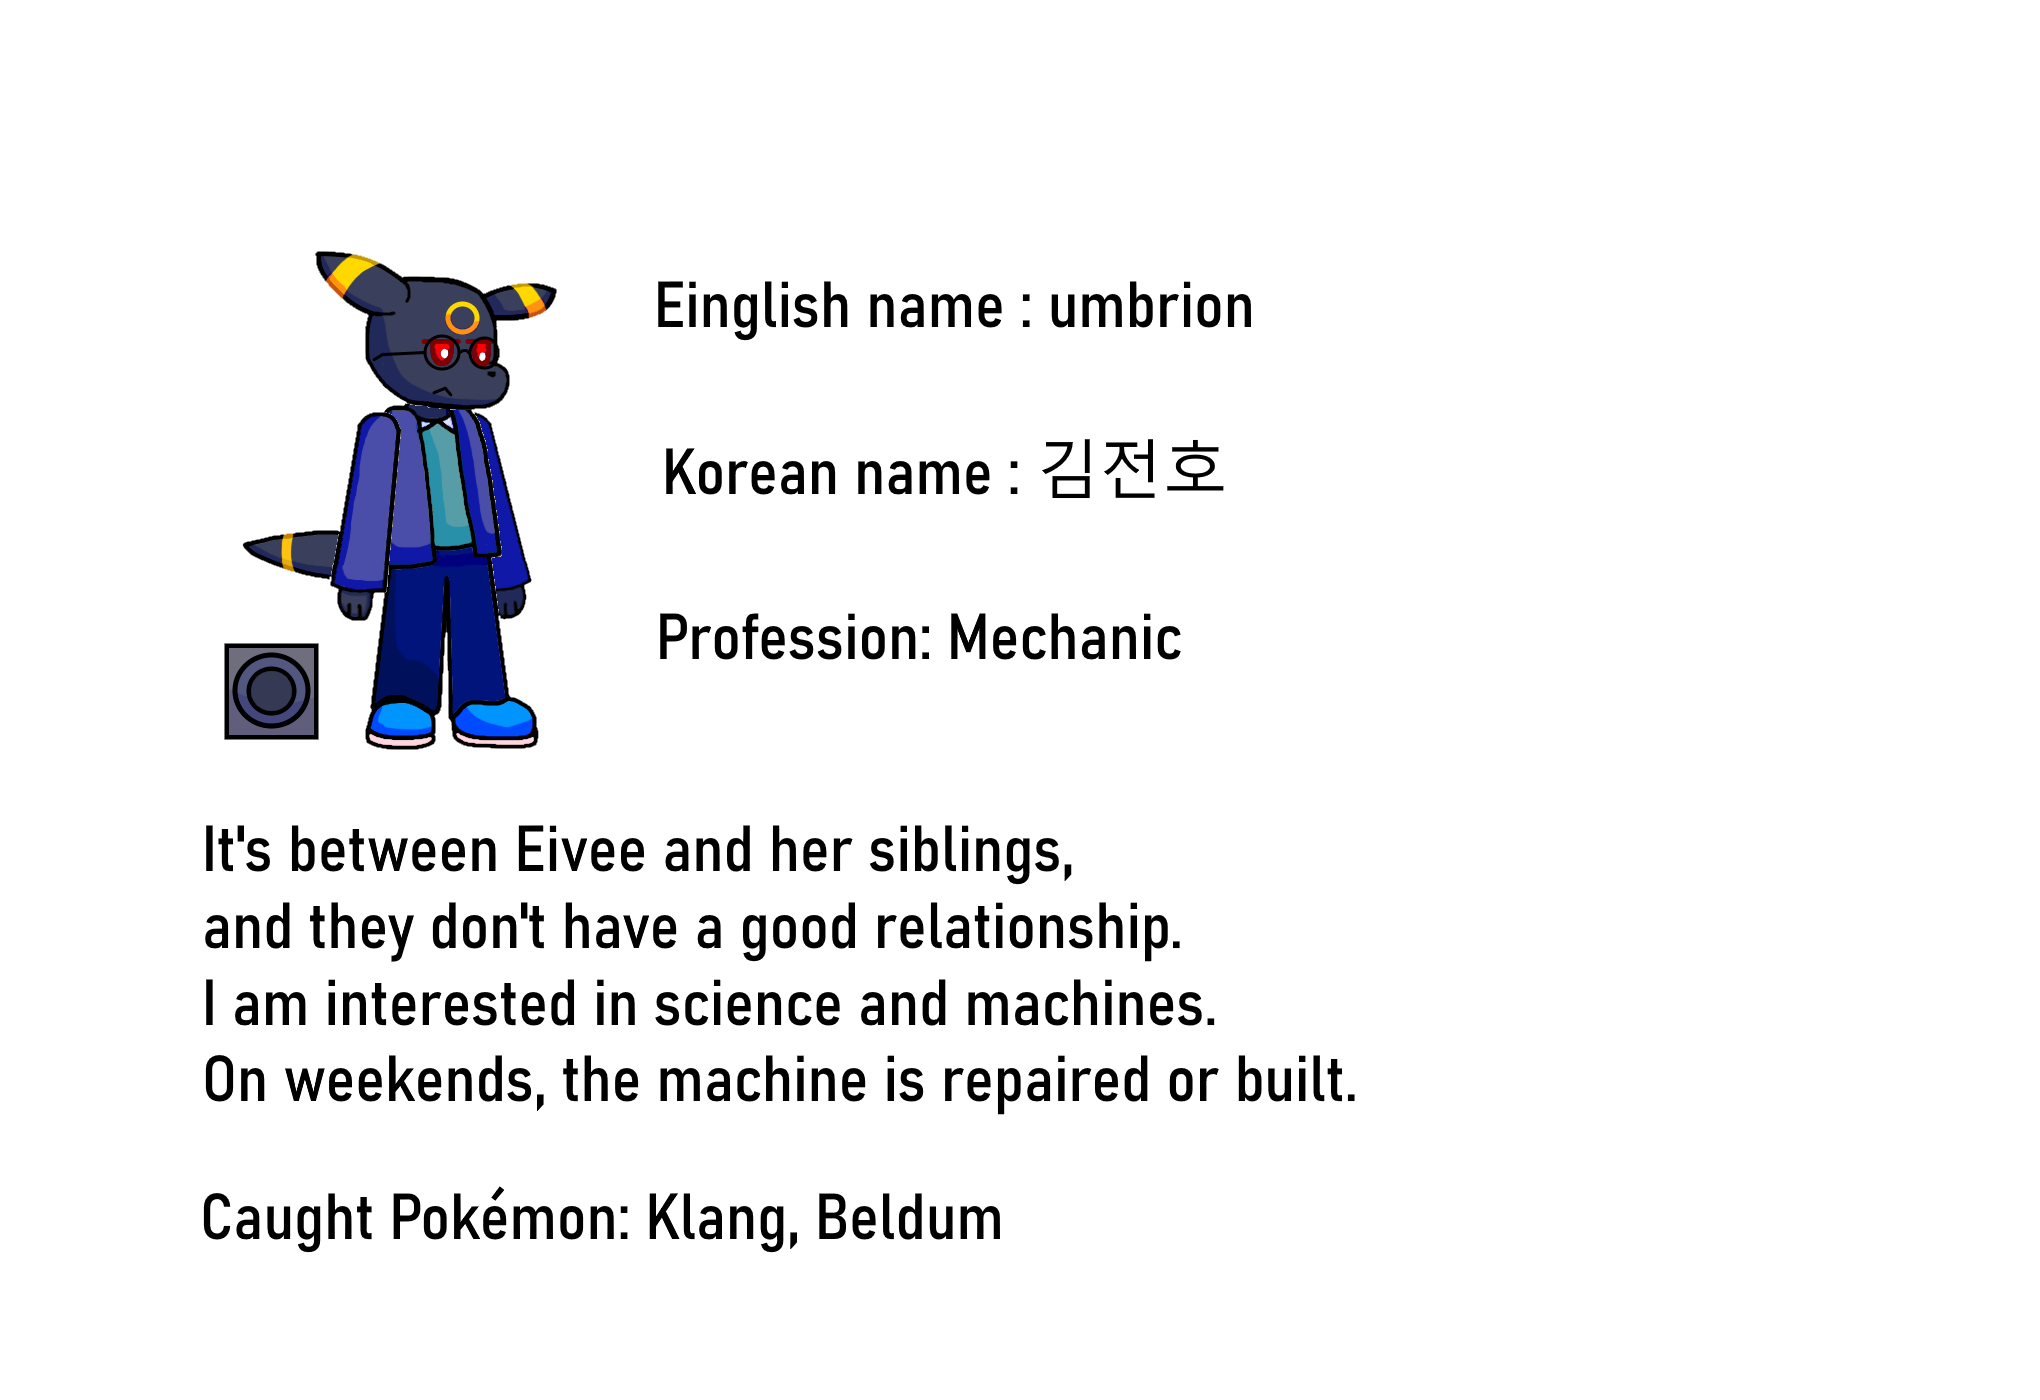 Einglish name : umbrion
Korean name : 김전호
Profession: Mechanic
It's between Eivee and her siblings,
and they don't have a good relationship.
I am interested in science and machines.
On weekends, the machine is repaired or built.
Caught Pokémon: Klang, Beldum